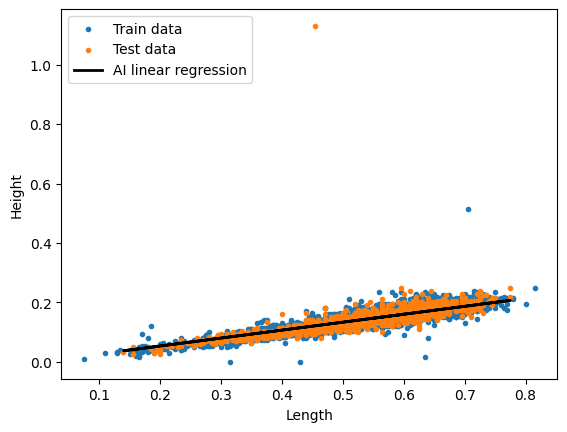 Train data
Test data
AI linear regression
1.0
0.8
0.6
0.4
0.2
0.0
Height
0.1 0.2 0.3 0.4 0.5 0.6 0.7 0.8
Length